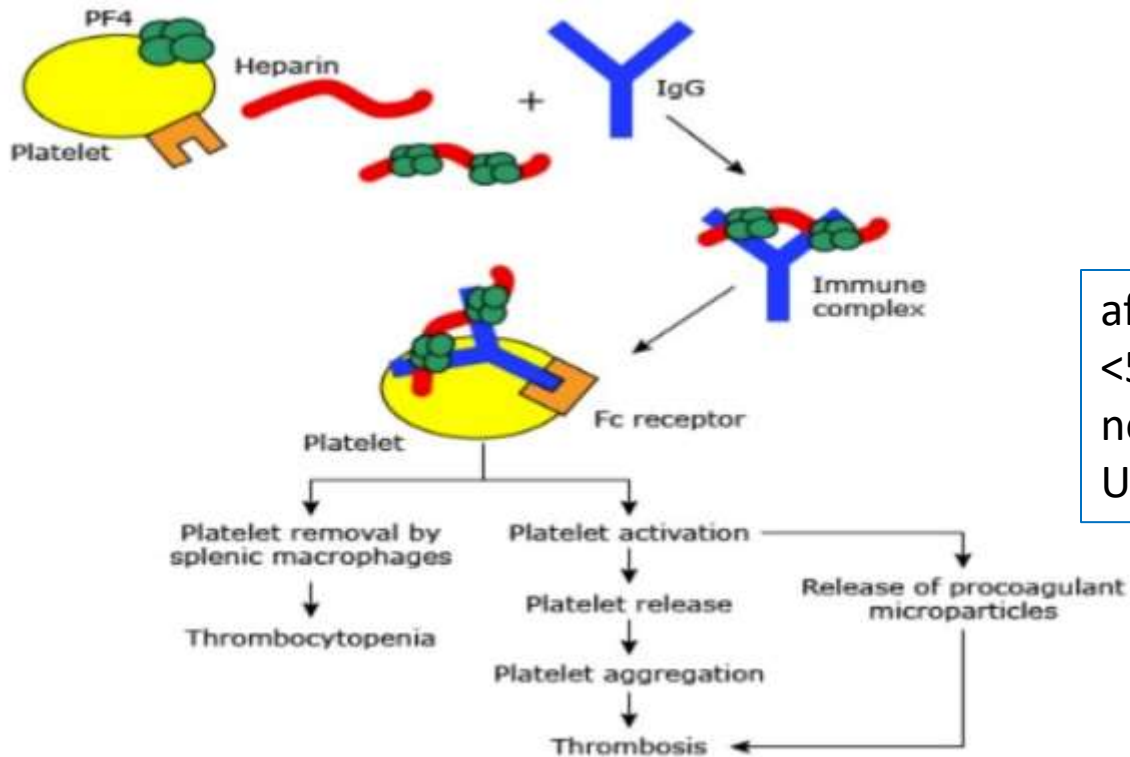 PF4
Heparin
+
IgG
Platelet
Immune
complex
Fc receptor
Platelet
Platelet removal by
splenic macrophages
Thrombocytopenia
Platelet activation
Platelet release
Platelet aggregation
Thrombosis
Release of procoagulant
microparticles
<5